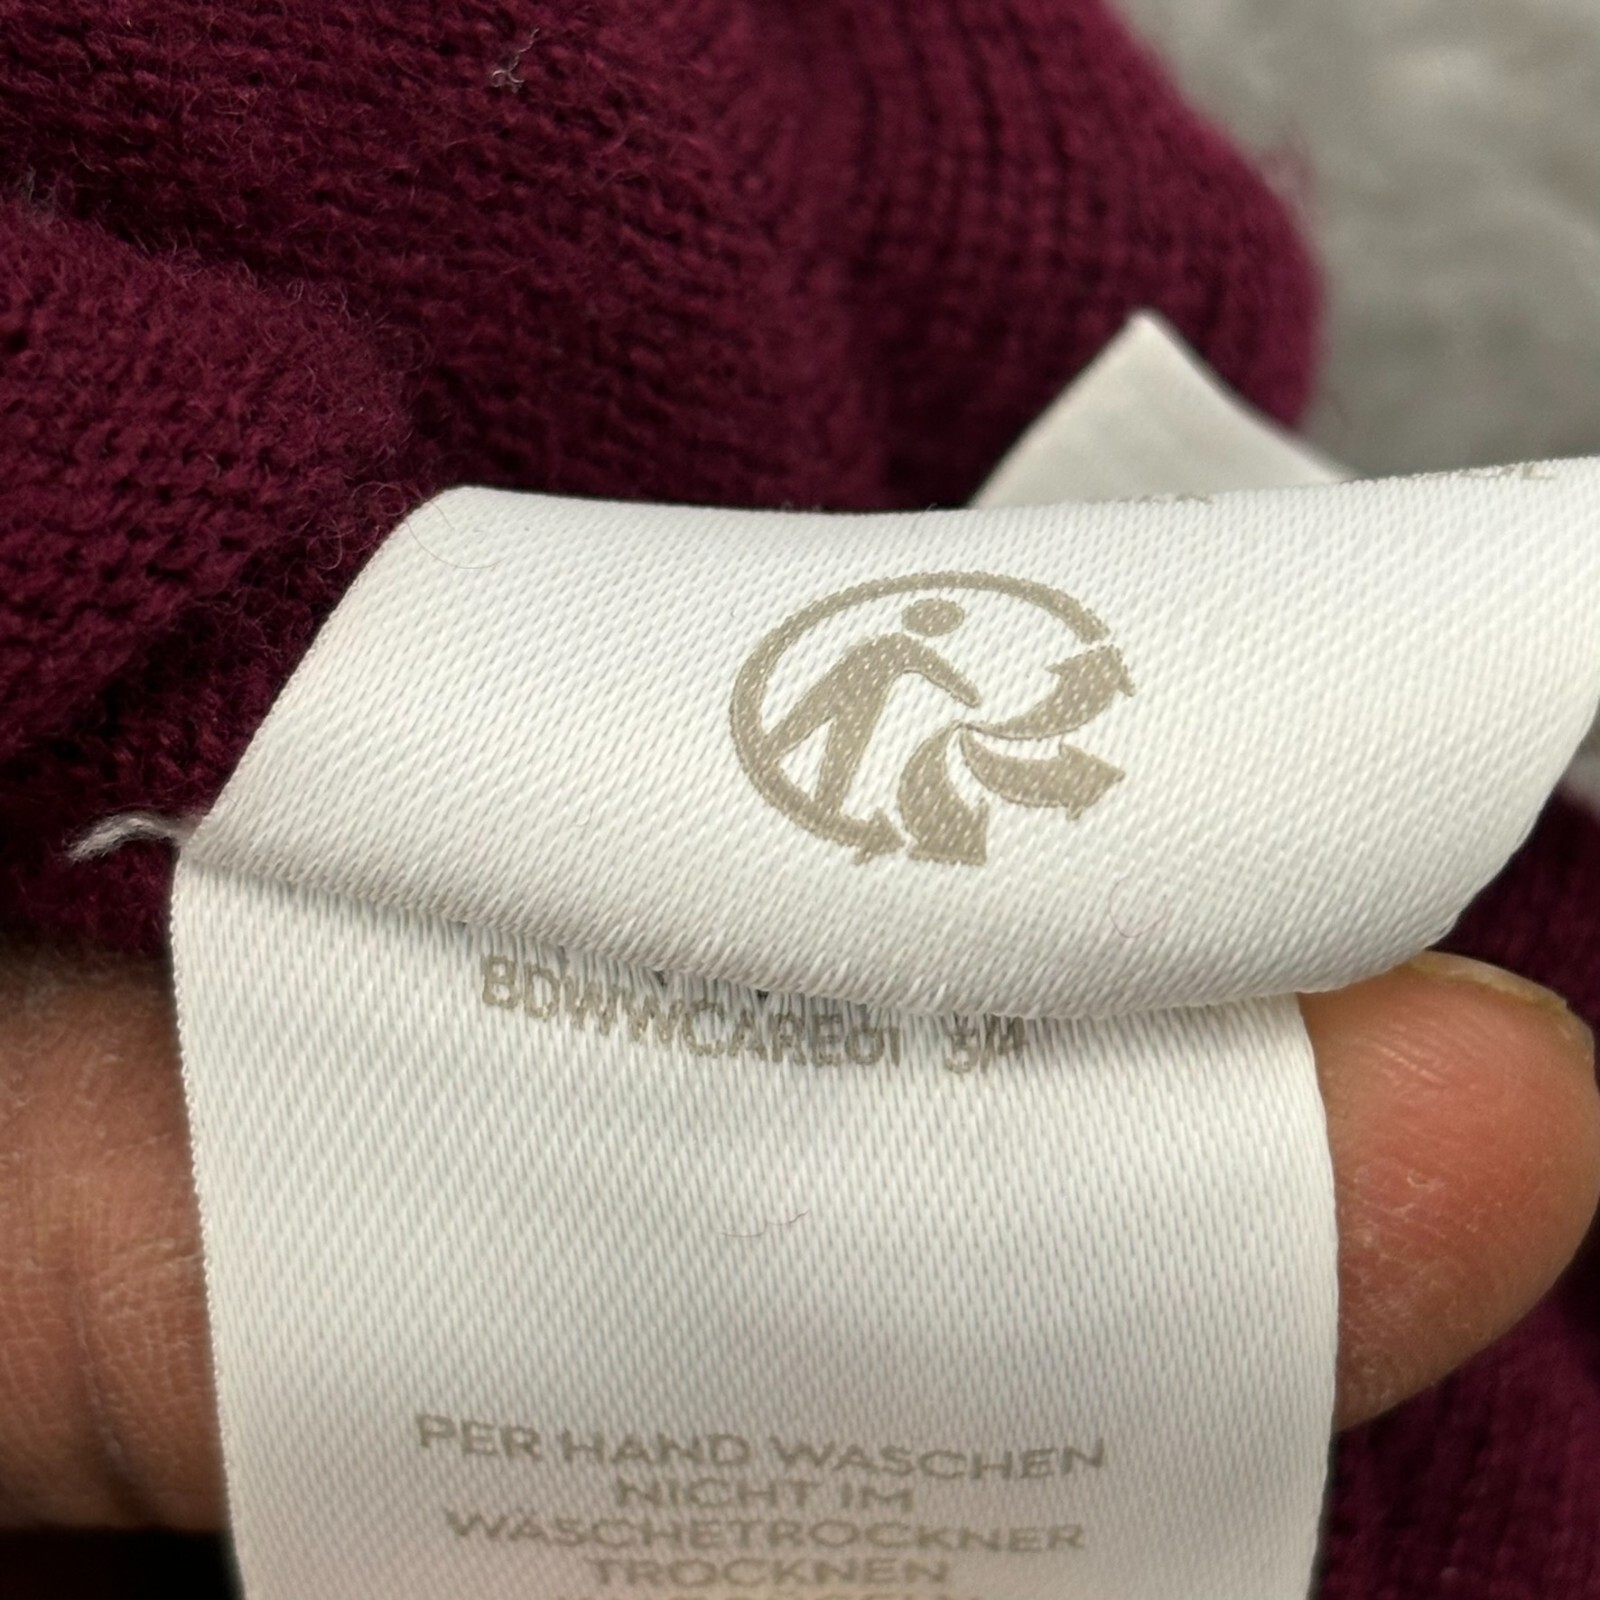 BDWWCARE01 3/4
PER HAND WASCHEN
NICHT IM
WÄSCHETROCKNER
TROCKNEN